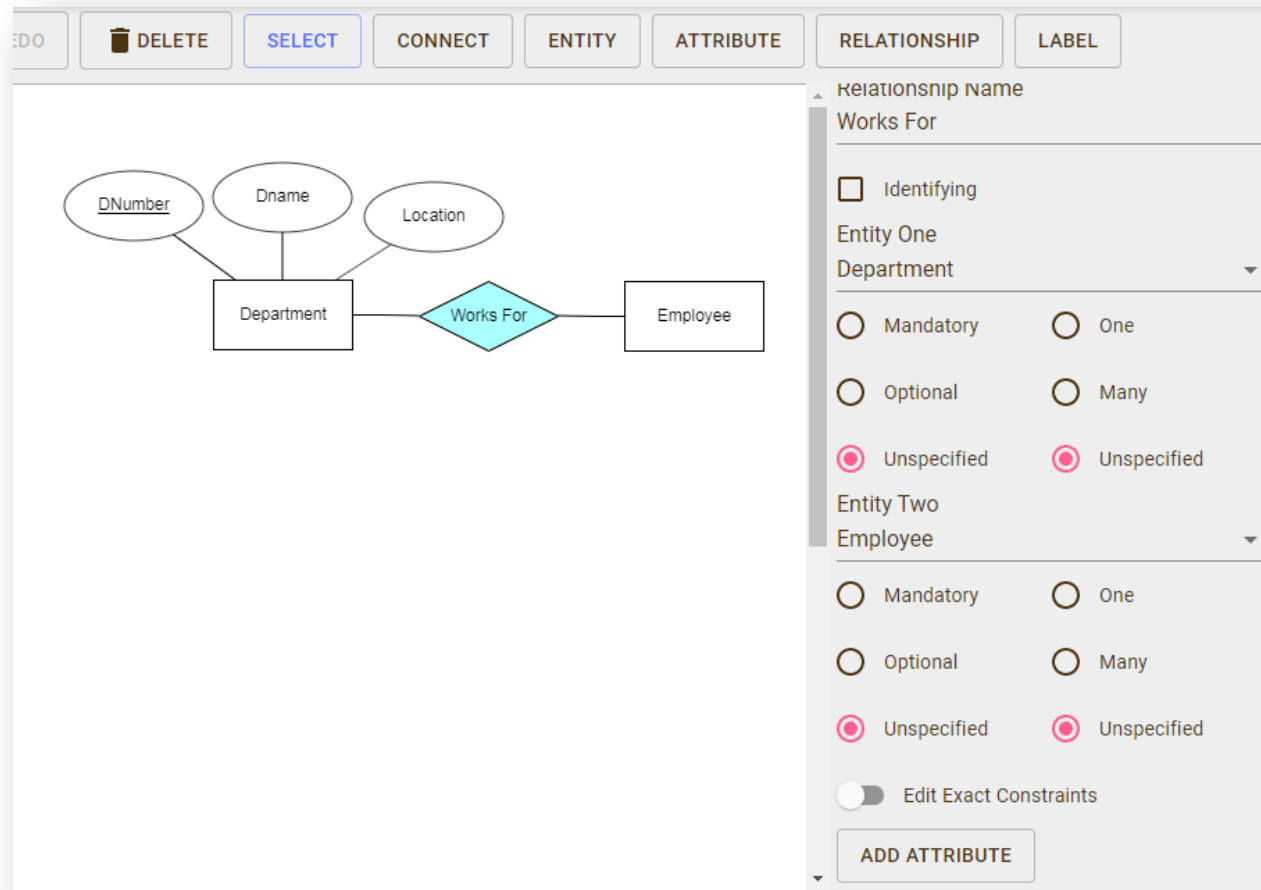 EDO DELETE SELECT CONNECT ENTITY ATTRIBUTE RELATIONSHIP LABEL
Relationship Name
Works For
Identifying
Entity One
Department
Mandatory One
Optional Many
Unspecified Unspecified
Entity Two
Employee
Mandatory One
Optional Many
Unspecified Unspecified
Edit Exact Constraints
ADD ATTRIBUTE
DNumber
Dname
Location
Department
Works For
Employee